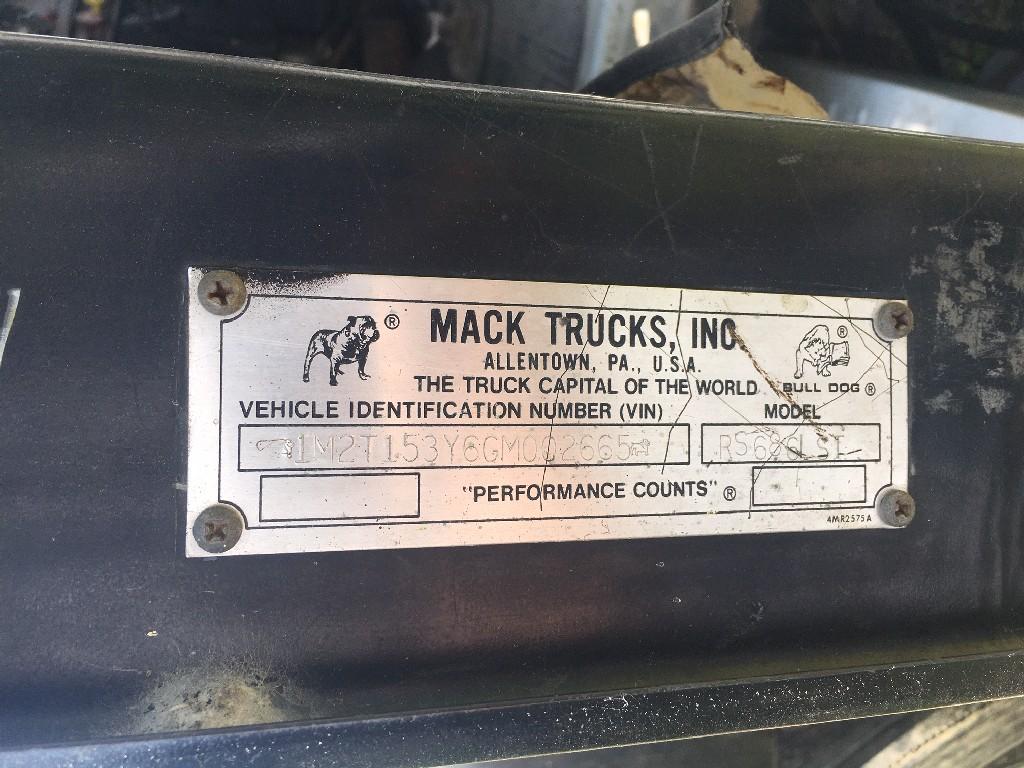 ®
MACK TRUCKS, INC.
®
ALLENTOWN, PA., U.S.A.
THE TRUCK CAPITAL OF THE WORLD
BULL DOG ®
VEHICLE IDENTIFICATION NUMBER (VIN)
MODEL
1M2T153Y6GM002665
RS686LST
"PERFORMANCE COUNTS" ®
4MR2575A